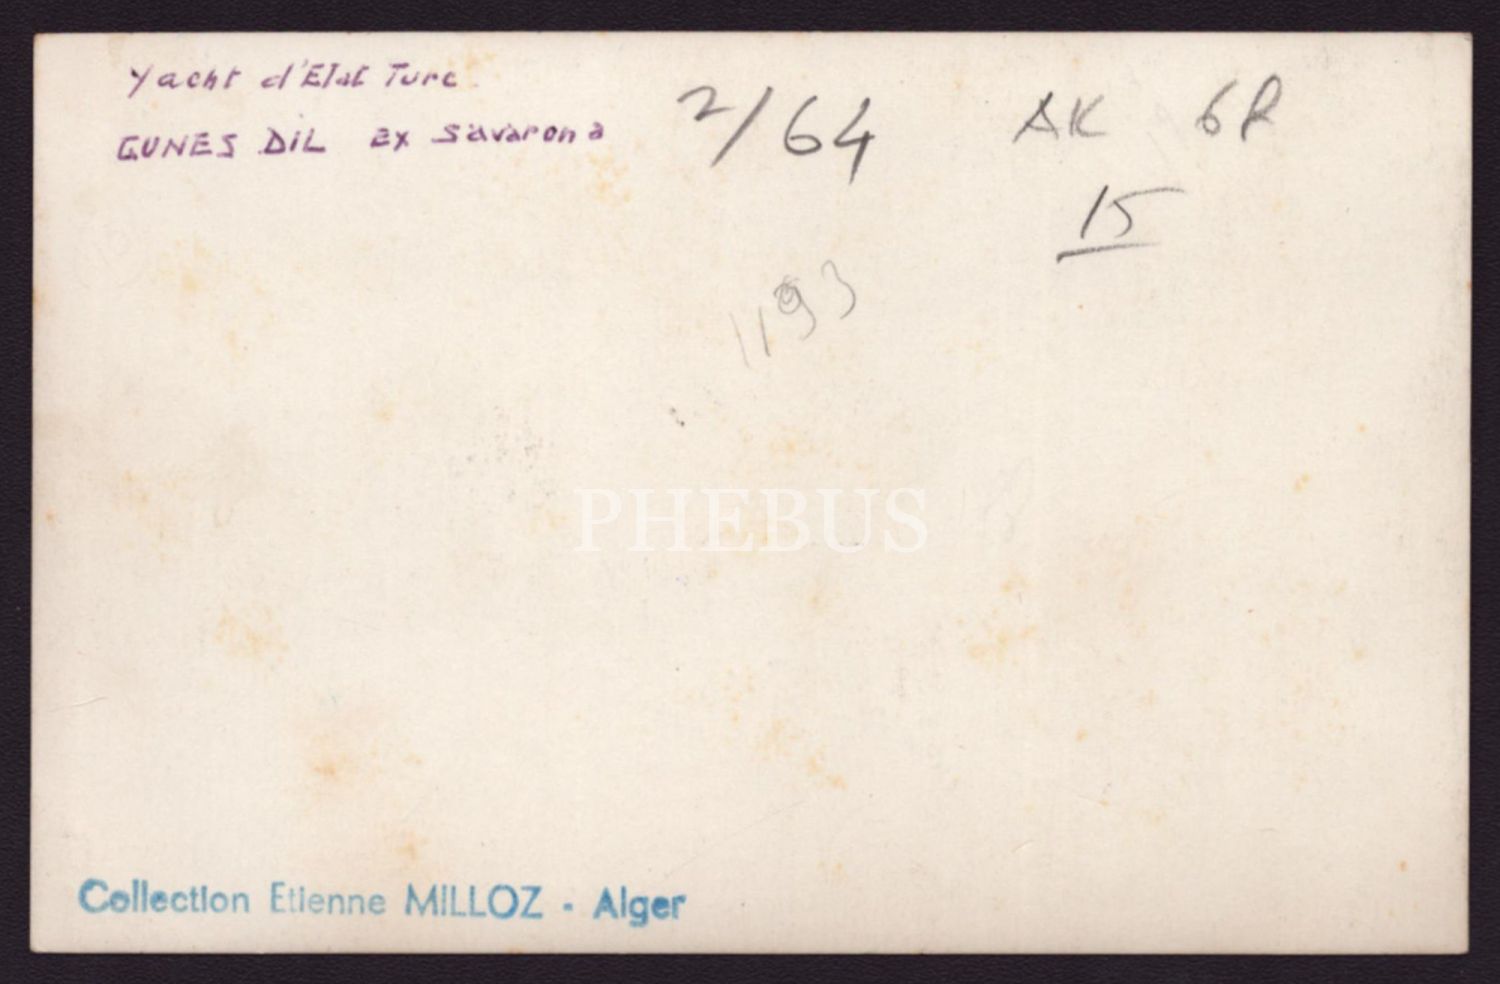 Yacht d'Etat Turc
GUNES DiL ex Savarona
2/64
AK 6R
15
1193
PHEBUS
Collection Etienne MILLOZ - Alger